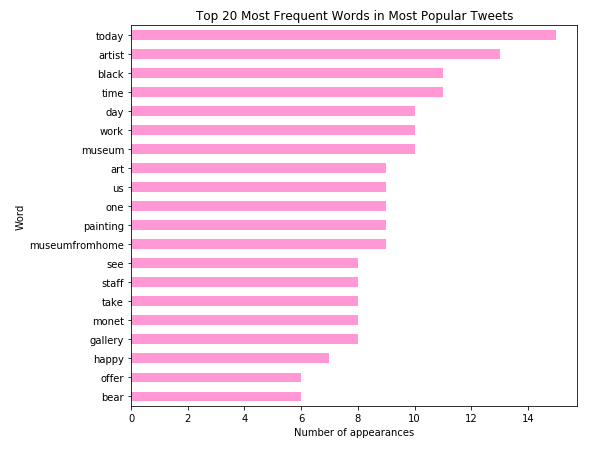 Top 20 Most Frequent Words in Most Popular Tweets
today
artist
black
time
day
work
museum
art
us
one
painting
museumfromhome
see
staff
take
monet
gallery
happy
offer
bear
Word
0 2 4 6 8 10 12 14
Number of appearances